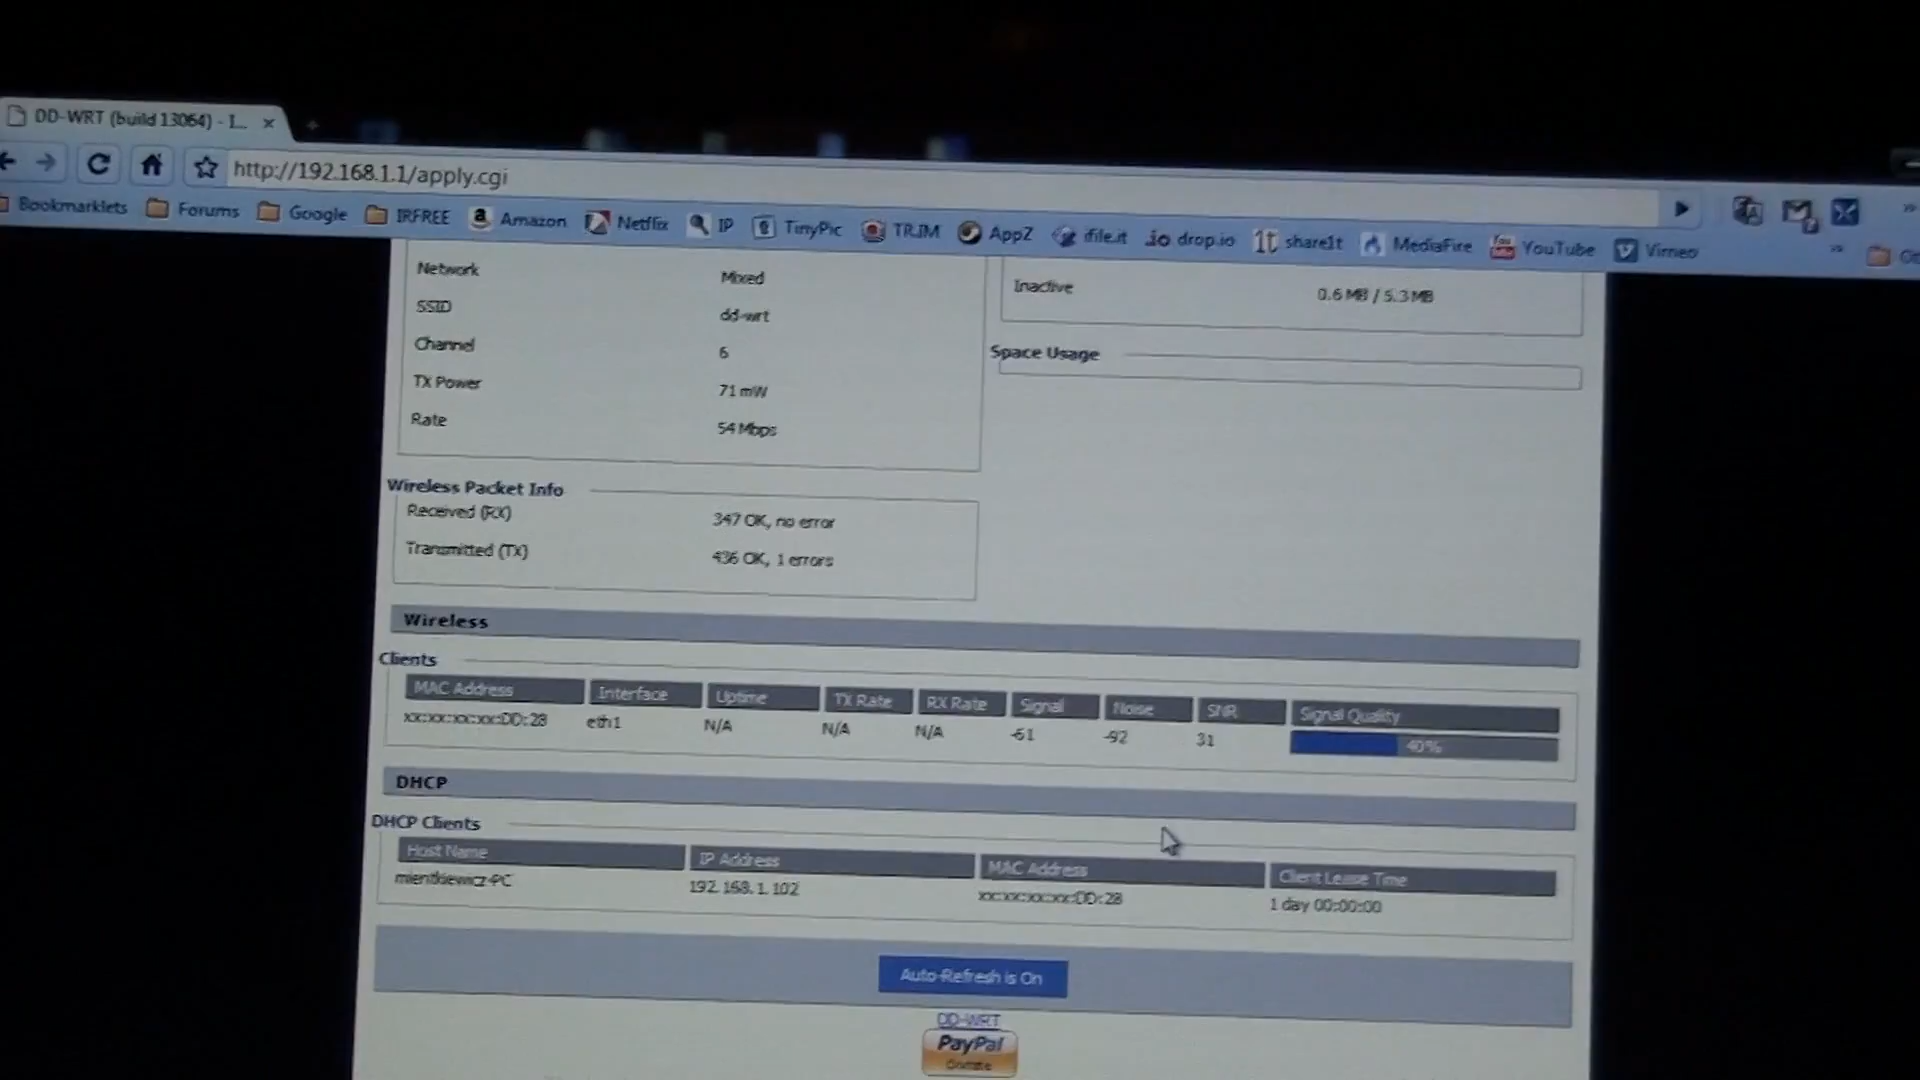 DD-WRT (build 13064) - I...
http://192.168.1.1/apply.cgi
Bookmarklets Forums Google IRFREE Amazon Netflix IP TinyPic TR.IM AppZ ifile.it drop.io share1t MediaFire YouTube Vimeo
Network Mixed
SSID dd-wrt
Channel 6
TX Power 71 mW
Rate 54 Mbps
Inactive 0.6 MB / 5.3 MB
Space Usage
Wireless Packet Info
Received (RX) 347 OK, no error
Transmitted (TX) 436 OK, 1 errors
Wireless
Clients
MAC Address Interface Uptime TX Rate RX Rate Signal Noise SNR Signal Quality
xx:xx:xx:xx:DD:28 eth1 N/A N/A N/A -61 -92 31 40%
DHCP
DHCP Clients
Host Name IP Address MAC Address Client Lease Time
mientkiewicz-PC 192.168.1.102 xx:xx:xx:xx:DD:28 1 day 00:00:00
Auto-Refresh is On
DD-WRT
PayPal
Donate